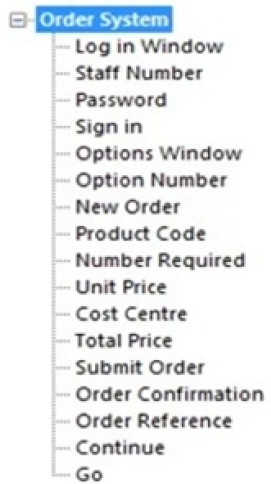 Order System
Log in Window
Staff Number
Password
Sign in
Options Window
Option Number
New Order
Product Code
Number Required
Unit Price
Cost Centre
Total Price
Submit Order
Order Confirmation
Order Reference
Continue
Go